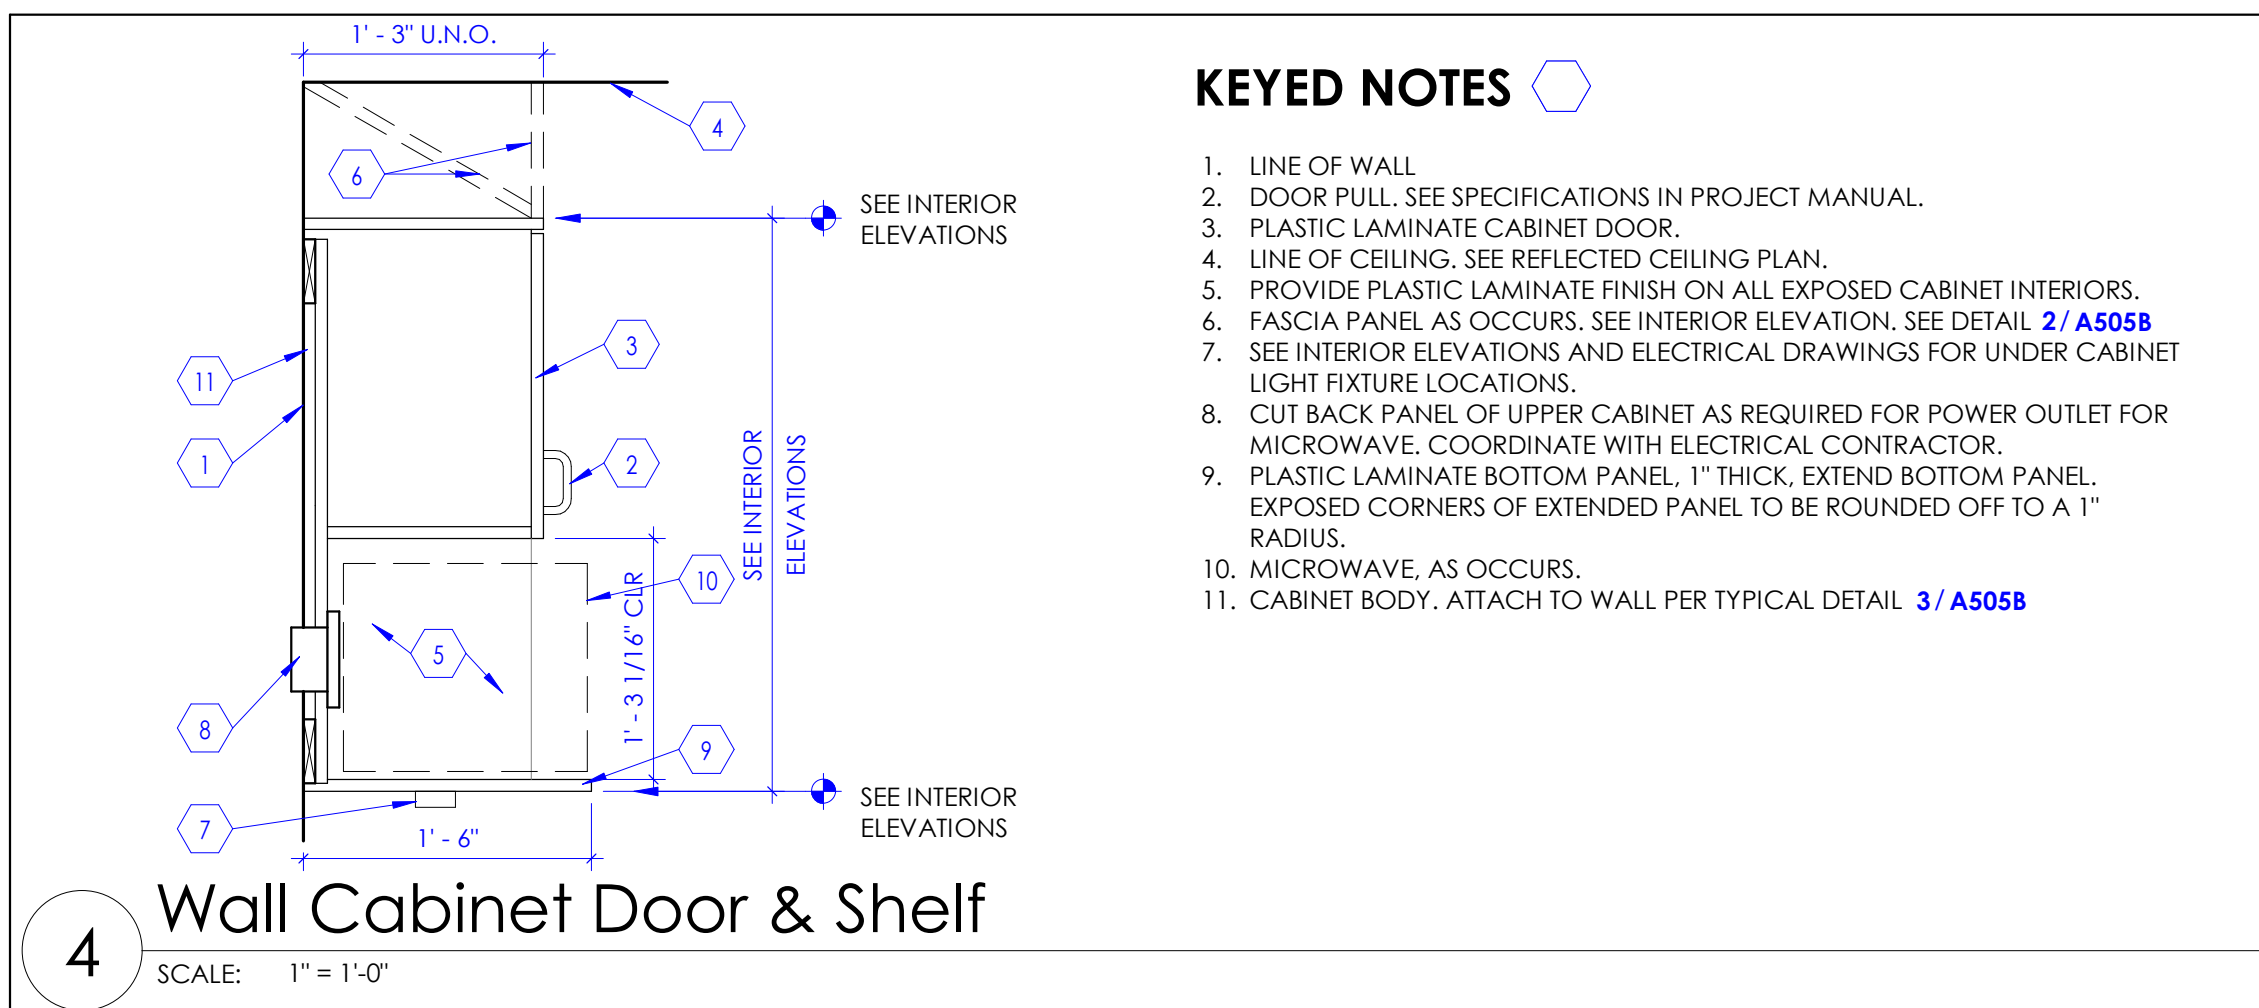 1' - 3" U.N.O.
4
6
SEE INTERIOR
ELEVATIONS
3
11
1
2
SEE INTERIOR
ELEVATIONS
10
1' - 3 1/16" CLR
5
8
9
7
SEE INTERIOR
ELEVATIONS
1' - 6"
4
Wall Cabinet Door & Shelf
SCALE: 1" = 1'-0"
KEYED NOTES
1. LINE OF WALL
2. DOOR PULL. SEE SPECIFICATIONS IN PROJECT MANUAL.
3. PLASTIC LAMINATE CABINET DOOR.
4. LINE OF CEILING. SEE REFLECTED CEILING PLAN.
5. PROVIDE PLASTIC LAMINATE FINISH ON ALL EXPOSED CABINET INTERIORS.
6. FASCIA PANEL AS OCCURS. SEE INTERIOR ELEVATION. SEE DETAIL 2/A505B
7. SEE INTERIOR ELEVATIONS AND ELECTRICAL DRAWINGS FOR UNDER CABINET
LIGHT FIXTURE LOCATIONS.
8. CUT BACK PANEL OF UPPER CABINET AS REQUIRED FOR POWER OUTLET FOR
MICROWAVE. COORDINATE WITH ELECTRICAL CONTRACTOR.
9. PLASTIC LAMINATE BOTTOM PANEL, 1" THICK, EXTEND BOTTOM PANEL.
EXPOSED CORNERS OF EXTENDED PANEL TO BE ROUNDED OFF TO A 1"
RADIUS.
10. MICROWAVE, AS OCCURS.
11. CABINET BODY. ATTACH TO WALL PER TYPICAL DETAIL 3/A505B